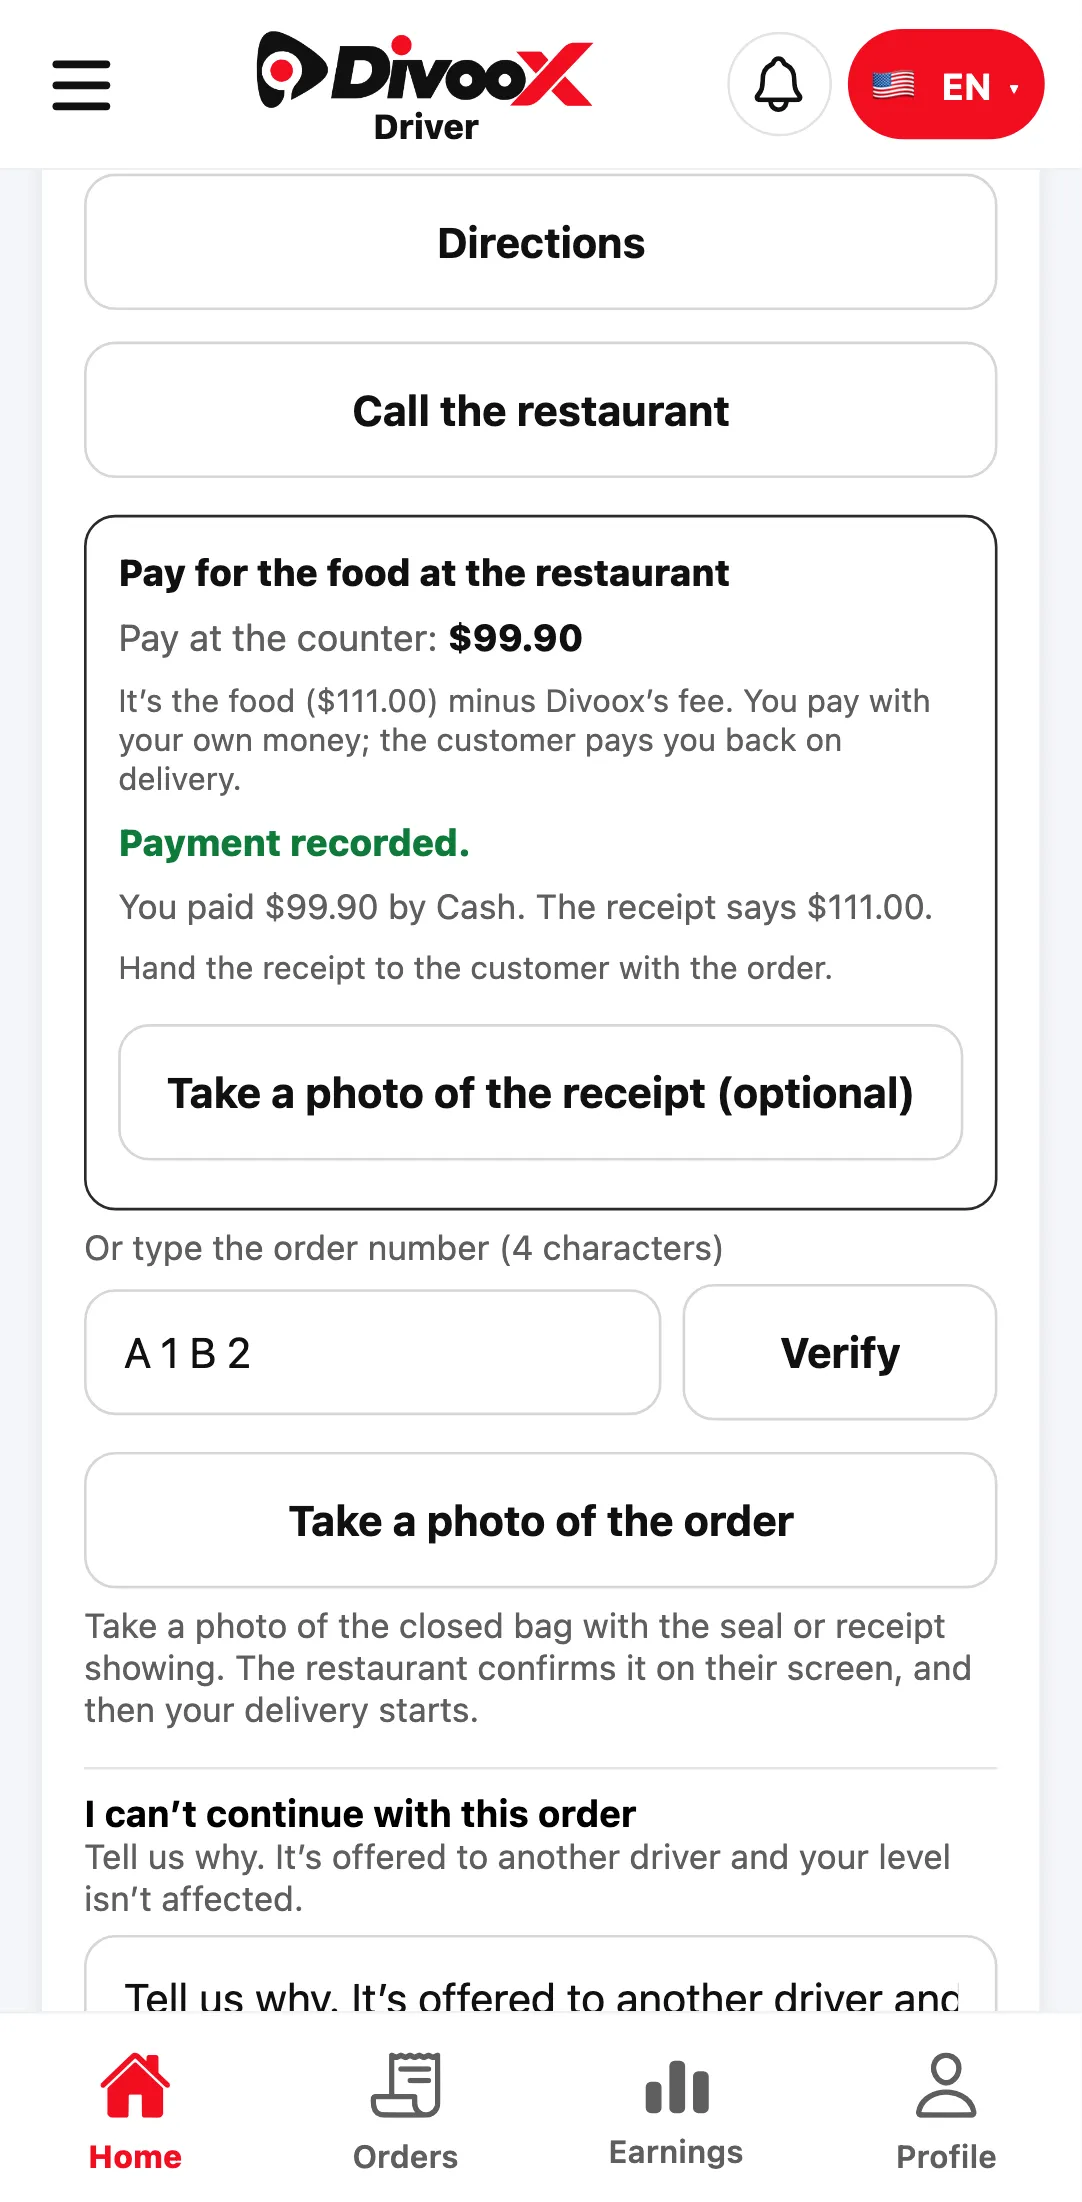 DivooX
Driver
EN
Directions
Call the restaurant
Pay for the food at the restaurant
Pay at the counter: $99.90
It’s the food ($111.00) minus Divoox’s fee. You pay with
your own money; the customer pays you back on
delivery.
Payment recorded.
You paid $99.90 by Cash. The receipt says $111.00.
Hand the receipt to the customer with the order.
Take a photo of the receipt (optional)
Or type the order number (4 characters)
A 1 B 2
Verify
Take a photo of the order
Take a photo of the closed bag with the seal or receipt
showing. The restaurant confirms it on their screen, and
then your delivery starts.
I can’t continue with this order
Tell us why. It’s offered to another driver and your level
isn’t affected.
Tell us why. It’s offered to another driver and
Home
Orders
Earnings
Profile